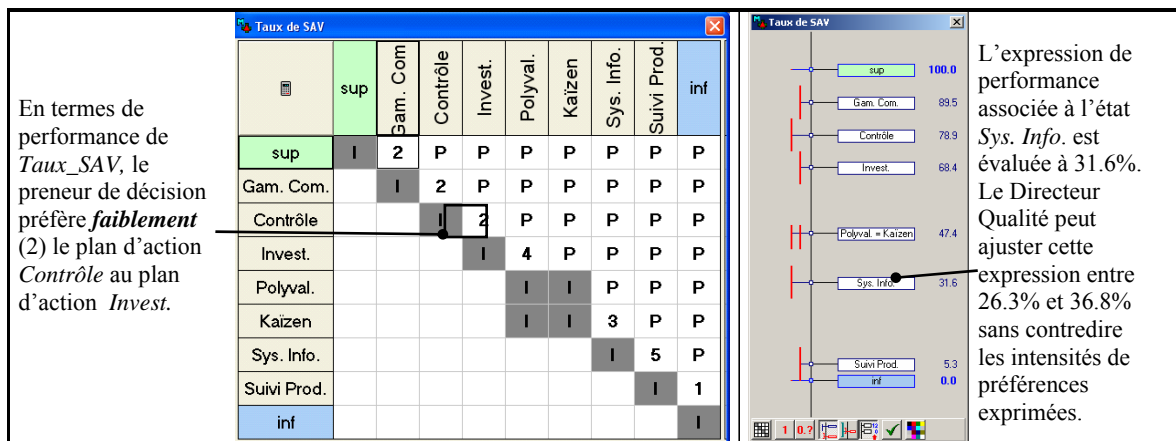 En termes de
performance de
Taux_SAV, le
preneur de décision
préfère faiblement
(2) le plan d'action
Contrôle au plan
d'action Invest.
Taux de SAV
sup Gam. Com Contrôle Invest. Polyval. Kaïzen Sys. Info. Suivi Prod. inf
sup I 2 P P P P P P P
Gam. Com. I 2 P P P P P P
Contrôle I 2 P P P P P
Invest. I 4 P P P P
Polyval. I I P P P
Kaïzen I I 3 P P
Sys. Info. I 5 P
Suivi Prod. I 1
inf I
Taux de SAV
sup 100.0
Gam. Com. 89.5
Contrôle 78.9
Invest. 68.4
Polyval. = Kaïzen 47.4
Sys. Info. 31.6
Suivi Prod. 5.3
inf 0.0
1 0.?
L'expression de
performance
associée à l'état
Sys. Info. est
évaluée à 31.6%.
Le Directeur
Qualité peut
ajuster cette
expression entre
26.3% et 36.8%
sans contredire
les intensités de
préférences
exprimées.